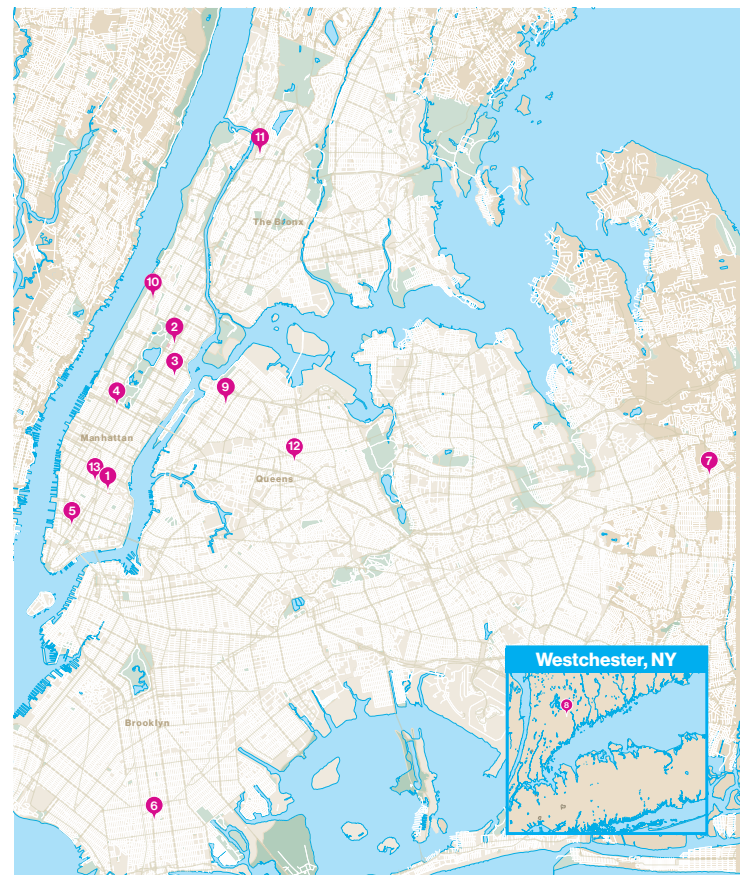 11
The Bronx
10
2
3
4
9
Manhattan
12
13
1
Queens
7
5
Westchester, NY
8
Brooklyn
6